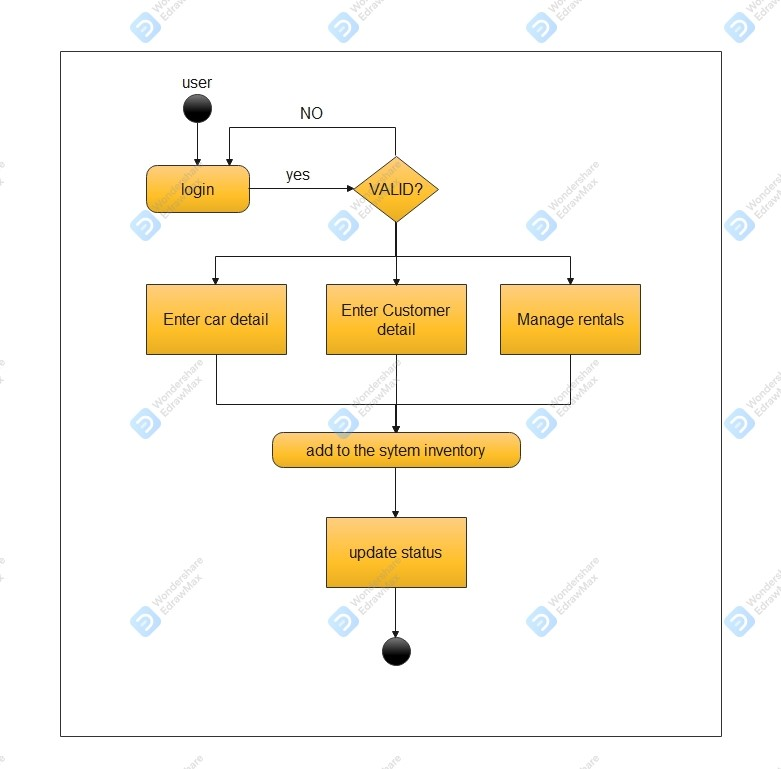 user
NO
login
yes
VALID?
Enter car detail
Enter Customer
detail
Manage rentals
add to the sytem inventory
update status
Wondershare
EdrawMax